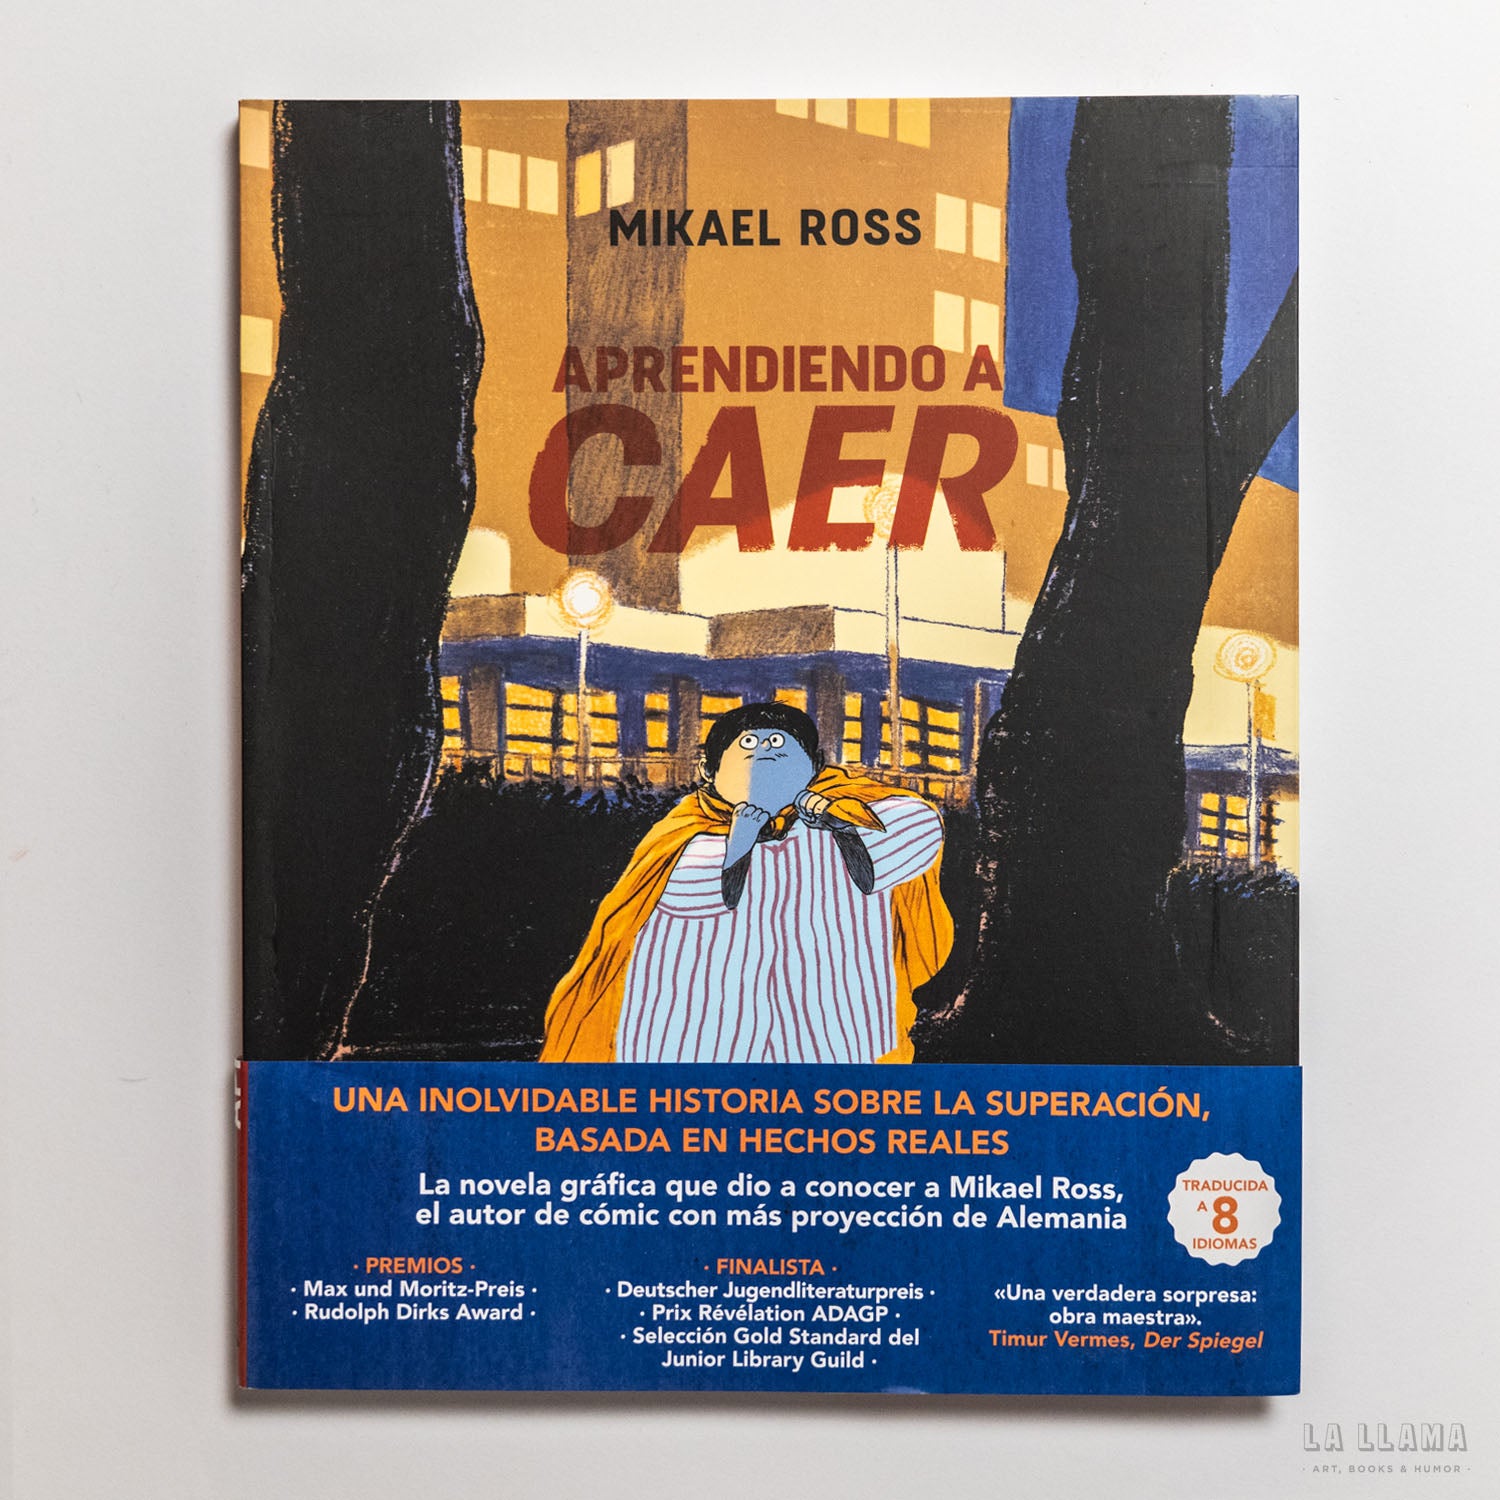 MIKAEL ROSS
APRENDIENDO A
CAER
UNA INOLVIDABLE HISTORIA SOBRE LA SUPERACIÓN,
BASADA EN HECHOS REALES
La novela gráfica que dio a conocer a Mikael Ross,
el autor de cómic con más proyección de Alemania
TRADUCIDA
A 8
IDIOMAS
· PREMIOS ·
· Max und Moritz-Preis ·
· Rudolph Dirks Award ·
· FINALISTA ·
· Deutscher Jugendliteraturpreis ·
· Prix Révélation ADAGP ·
· Selección Gold Standard del
Junior Library Guild ·
«Una verdadera sorpresa:
obra maestra».
Timur Vermes, Der Spiegel
LA LLAMA
· ART, BOOKS & HUMOR ·